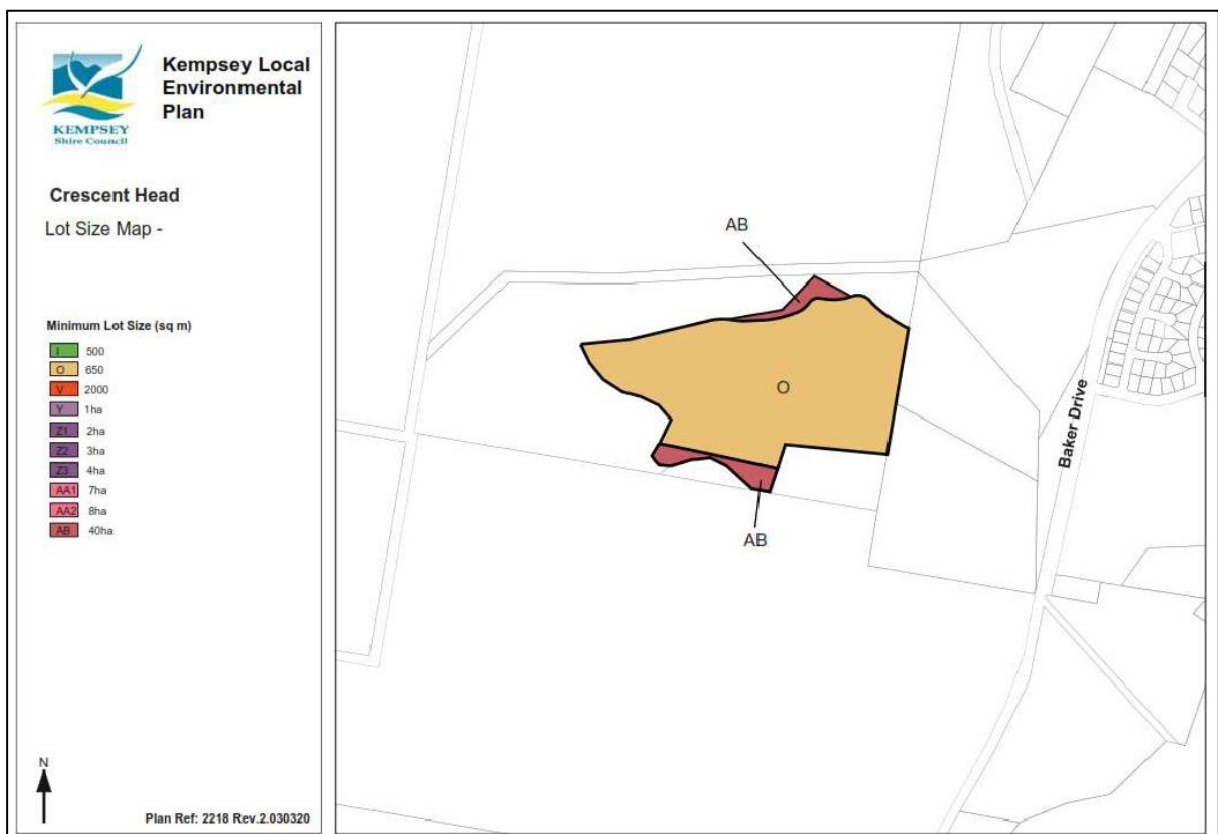 Kempsey Local
Environmental
Plan
KEMPSEY
Shire Council
Crescent Head
Lot Size Map -
Minimum Lot Size (sq m)
I 500
O 650
V 2000
Y 1ha
Z1 2ha
Z2 3ha
Z3 4ha
AA1 7ha
AA2 8ha
AB 40ha
N
Plan Ref: 2218 Rev.2.030320
AB
O
AB
Baker Drive